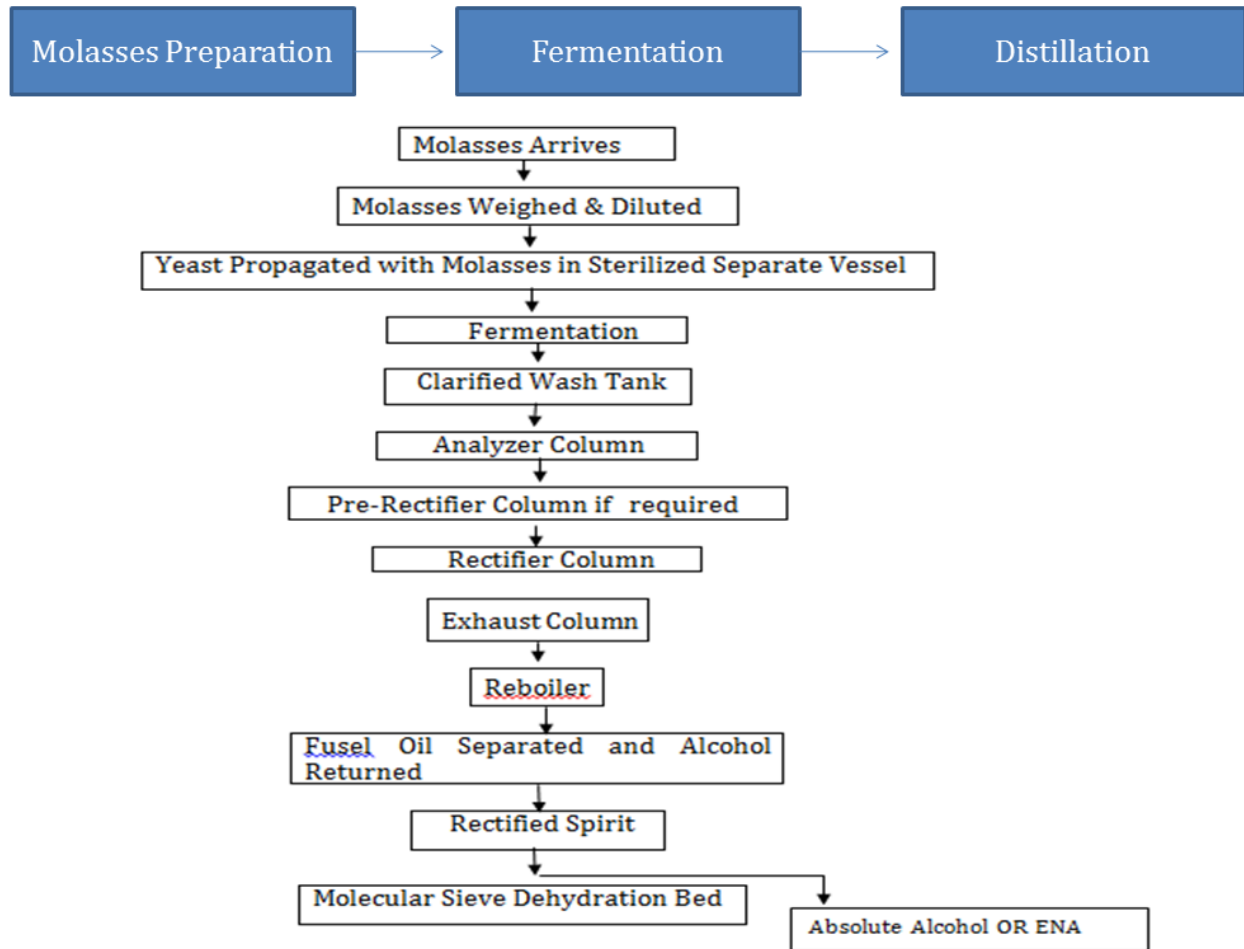 Molasses Preparation
Fermentation
Distillation
Molasses Arrives
Molasses Weighed & Diluted
Yeast Propagated with Molasses in Sterilized Separate Vessel
Fermentation
Clarified Wash Tank
Analyzer Column
Pre-Rectifier Column if required
Rectifier Column
Exhaust Column
Reboiler
Fusel Oil Separated and Alcohol
Returned
Rectified Spirit
Molecular Sieve Dehydration Bed
Absolute Alcohol OR ENA